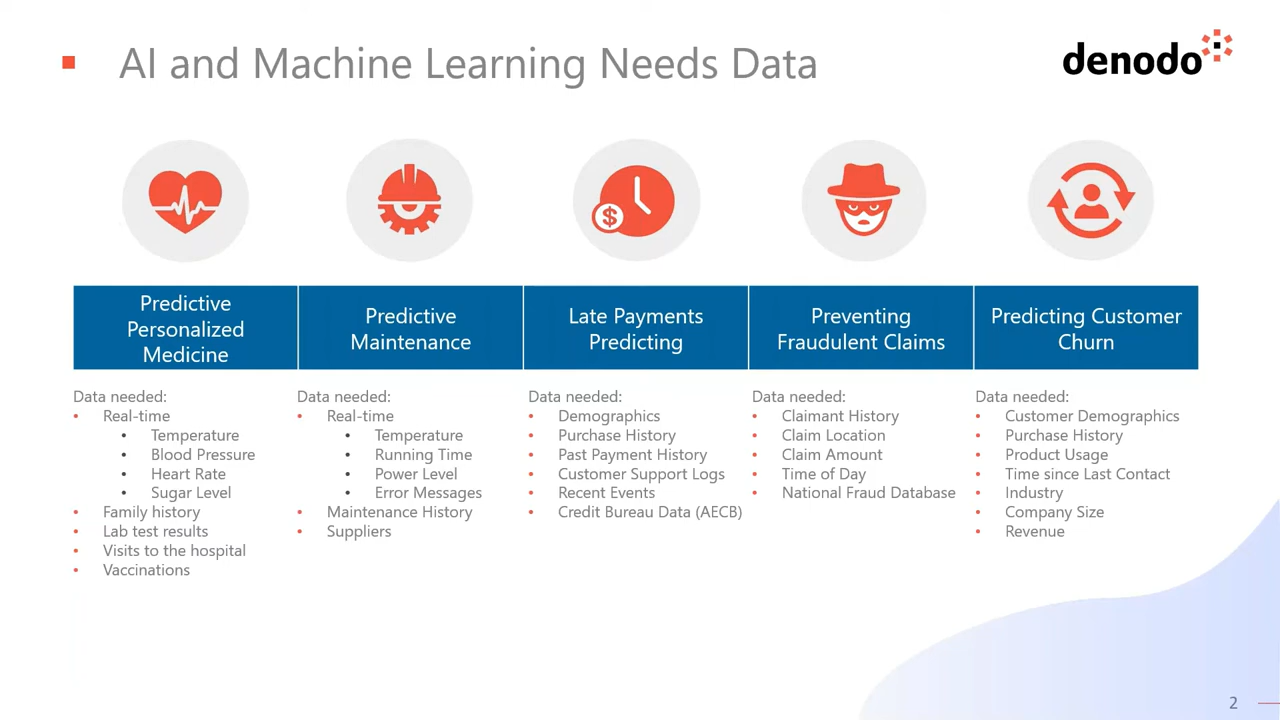 AI and Machine Learning Needs Data
denodo
$
Predictive
Personalized
Medicine
Predictive
Maintenance
Late Payments
Predicting
Preventing
Fraudulent Claims
Predicting Customer
Churn
Data needed:
• Real-time
• Temperature
• Blood Pressure
• Heart Rate
• Sugar Level
• Family history
• Lab test results
• Visits to the hospital
• Vaccinations
Data needed:
• Real-time
• Temperature
• Running Time
• Power Level
• Error Messages
• Maintenance History
• Suppliers
Data needed:
• Demographics
• Purchase History
• Past Payment History
• Customer Support Logs
• Recent Events
• Credit Bureau Data (AECB)
Data needed:
• Claimant History
• Claim Location
• Claim Amount
• Time of Day
• National Fraud Database
Data needed:
• Customer Demographics
• Purchase History
• Product Usage
• Time since Last Contact
• Industry
• Company Size
• Revenue
2